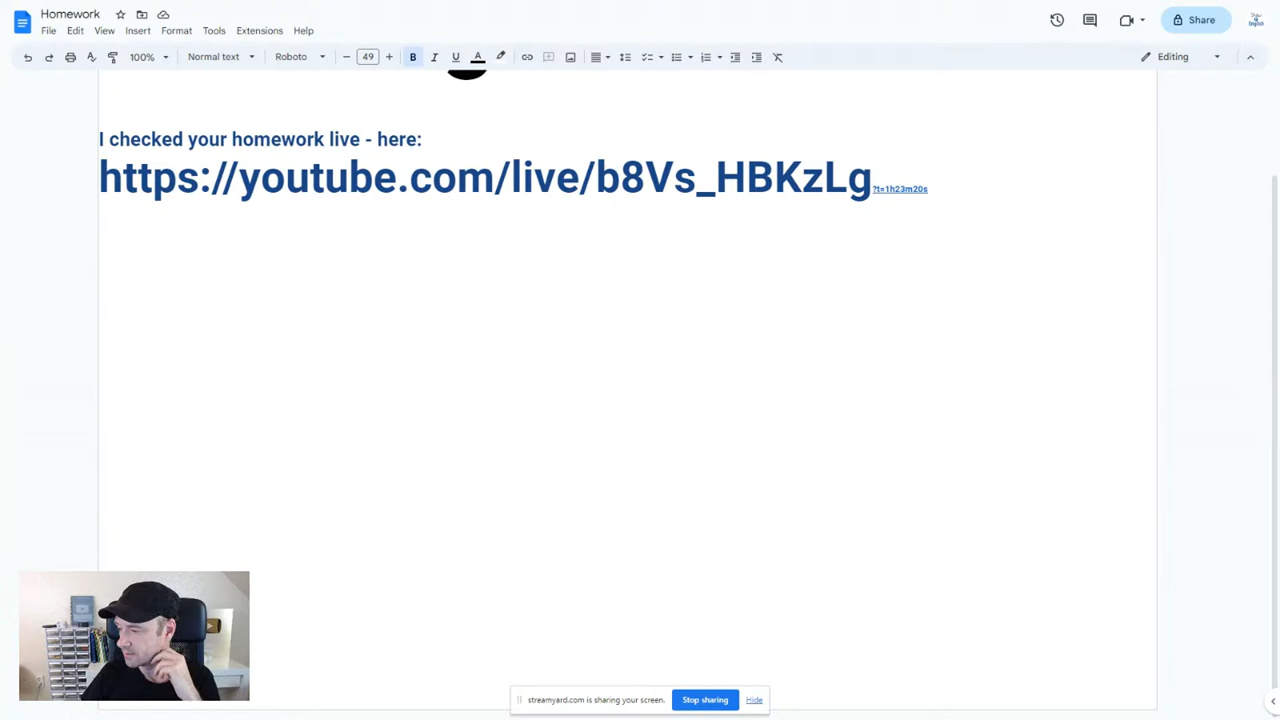 Homework
File Edit View Insert Format Tools Extensions Help
Share
100% Normal text Roboto 49 B I U A Editing
I checked your homework live - here:
https://youtube.com/live/b8Vs_HBKzLg?t=1h23m20s
streamyard.com is sharing your screen. Stop sharing Hide